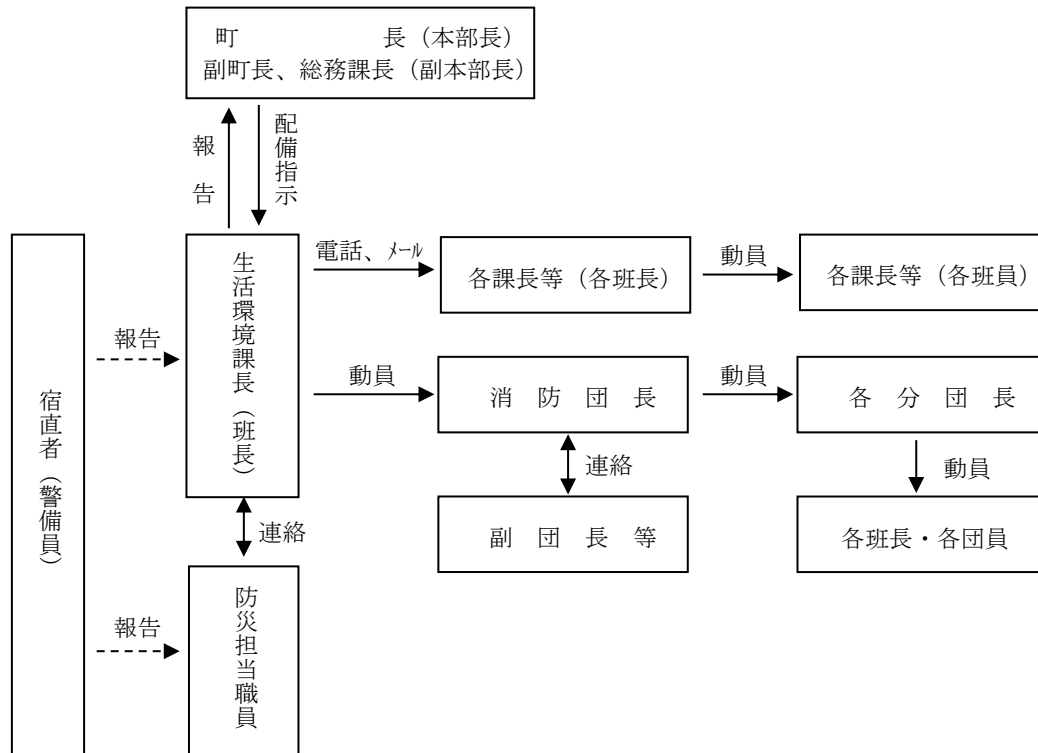 町　　　　　長（本部長）
副町長、総務課長（副本部長）
報告
配備指示
宿直者（警備員）
報告
報告
生活環境課長（班長）
連絡
防災担当職員
電話、ﾒｰﾙ
各課長等（各班長）
動員
各課長等（各班員）
動員
消　防　団　長
動員
各　分　団　長
連絡
動員
副　団　長　等
各班長・各団員